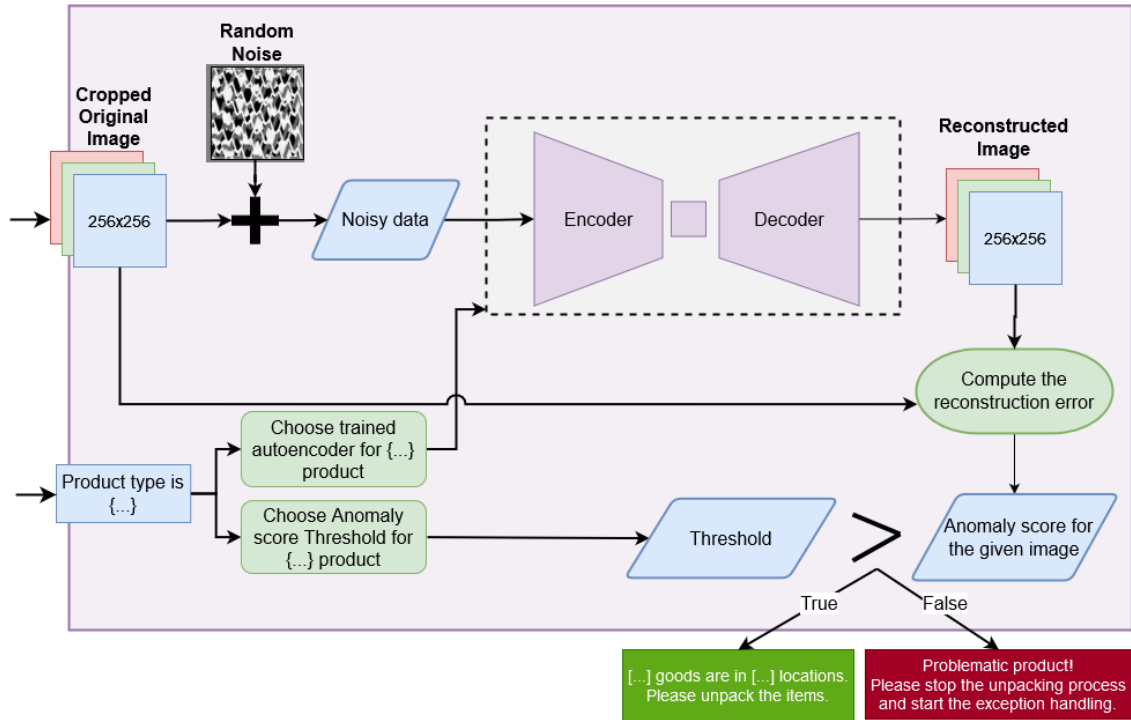 Random
Noise
Cropped
Original
Image
256x256
Noisy data
Encoder
Decoder
Reconstructed
Image
256x256
Compute the
reconstruction error
Choose trained
autoencoder for {...}
product
Product type is
{...}
Choose Anomaly
score Threshold for
{...} product
Threshold
>
Anomaly score for
the given image
True
False
[...] goods are in [...] locations.
Please unpack the items.
Problematic product!
Please stop the unpacking process
and start the exception handling.